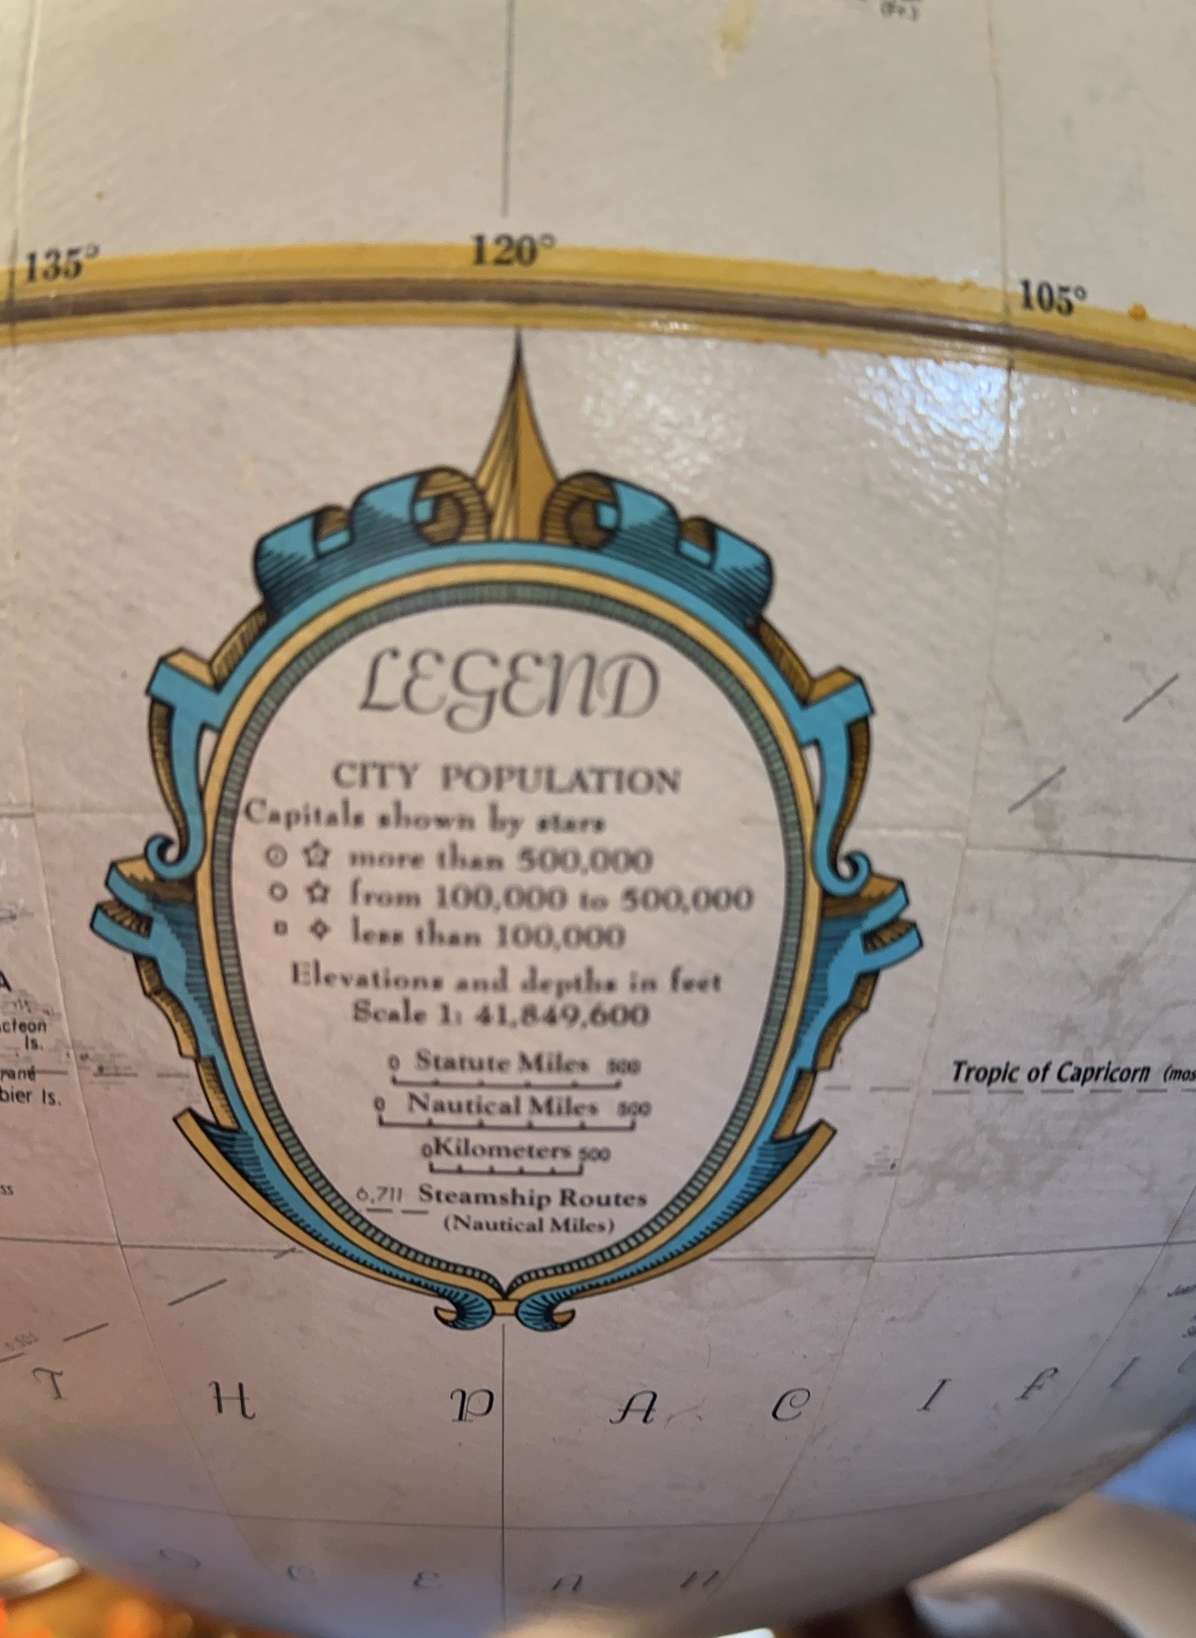 (Fr.)
135° 120° 105°
LEGEND
CITY POPULATION
Capitals shown by stars
more than 500,000
from 100,000 to 500,000
less than 100,000
Elevations and depths in feet
Scale 1: 41,849,600
0 Statute Miles 500
0 Nautical Miles 500
0 Kilometers 500
6,711 Steamship Routes
(Nautical Miles)
cteon
Is.
bier Is.
Tropic of Capricorn (mos
T H P A C I F I C
O C E A N